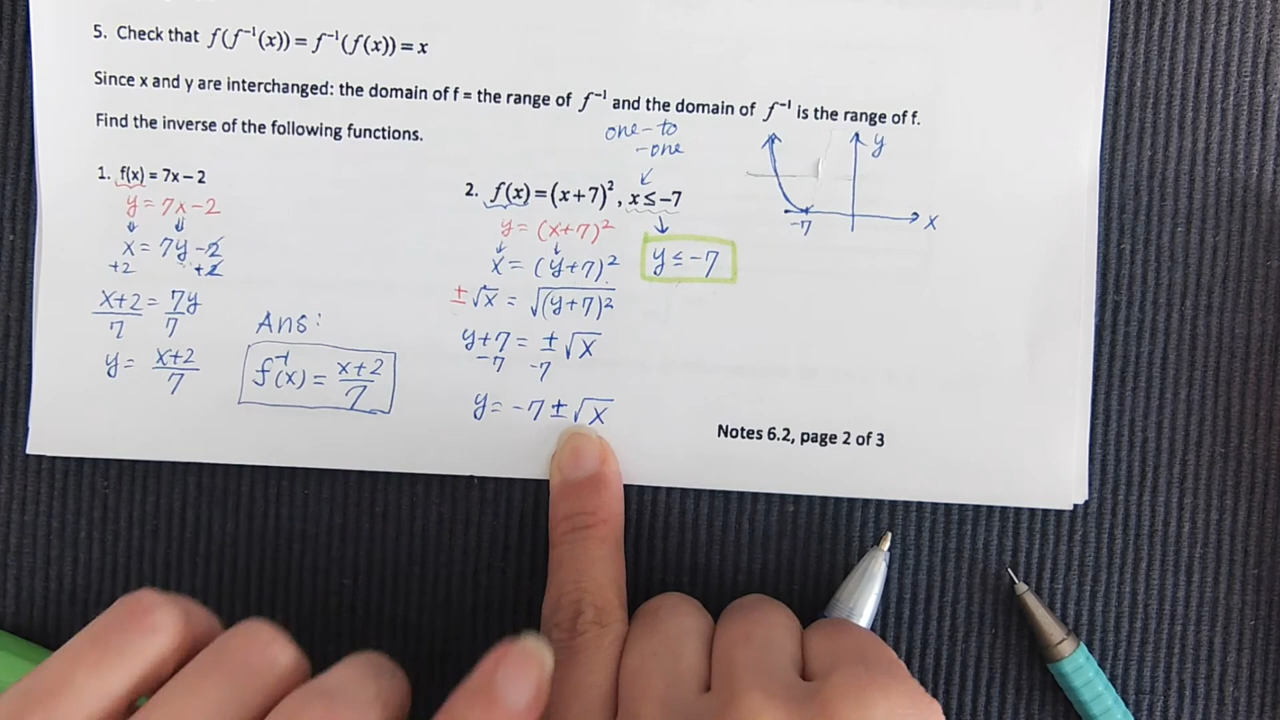 5. Check that f(f⁻¹(x)) = f⁻¹(f(x)) = x
Since x and y are interchanged: the domain of f = the range of f⁻¹ and the domain of f⁻¹ is the range of f.
Find the inverse of the following functions.
one-to
-one
1. f(x) = 7x – 2
y = 7x - 2
x = 7y - 2
+2 +2
x+2 = 7y
7 7
y = x+2
7
Ans:
f⁻¹(x) = x+2
7
2. f(x) = (x+7)², x ≤ -7
y = (x+7)²
x = (y+7)²
y ≤ -7
±√x = √(y+7)²
y+7 = ±√x
-7 -7
y = -7 ±√x
y
x
-7
Notes 6.2, page 2 of 3